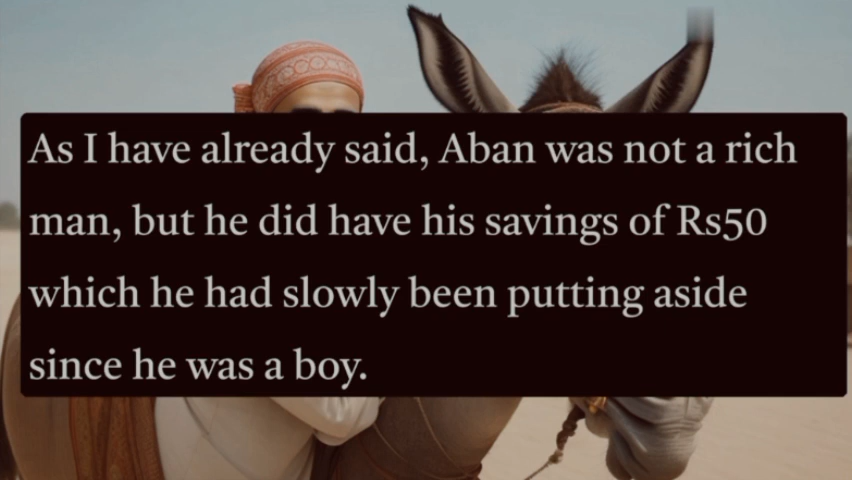 As I have already said, Aban was not a rich
man, but he did have his savings of Rs50
which he had slowly been putting aside
since he was a boy.